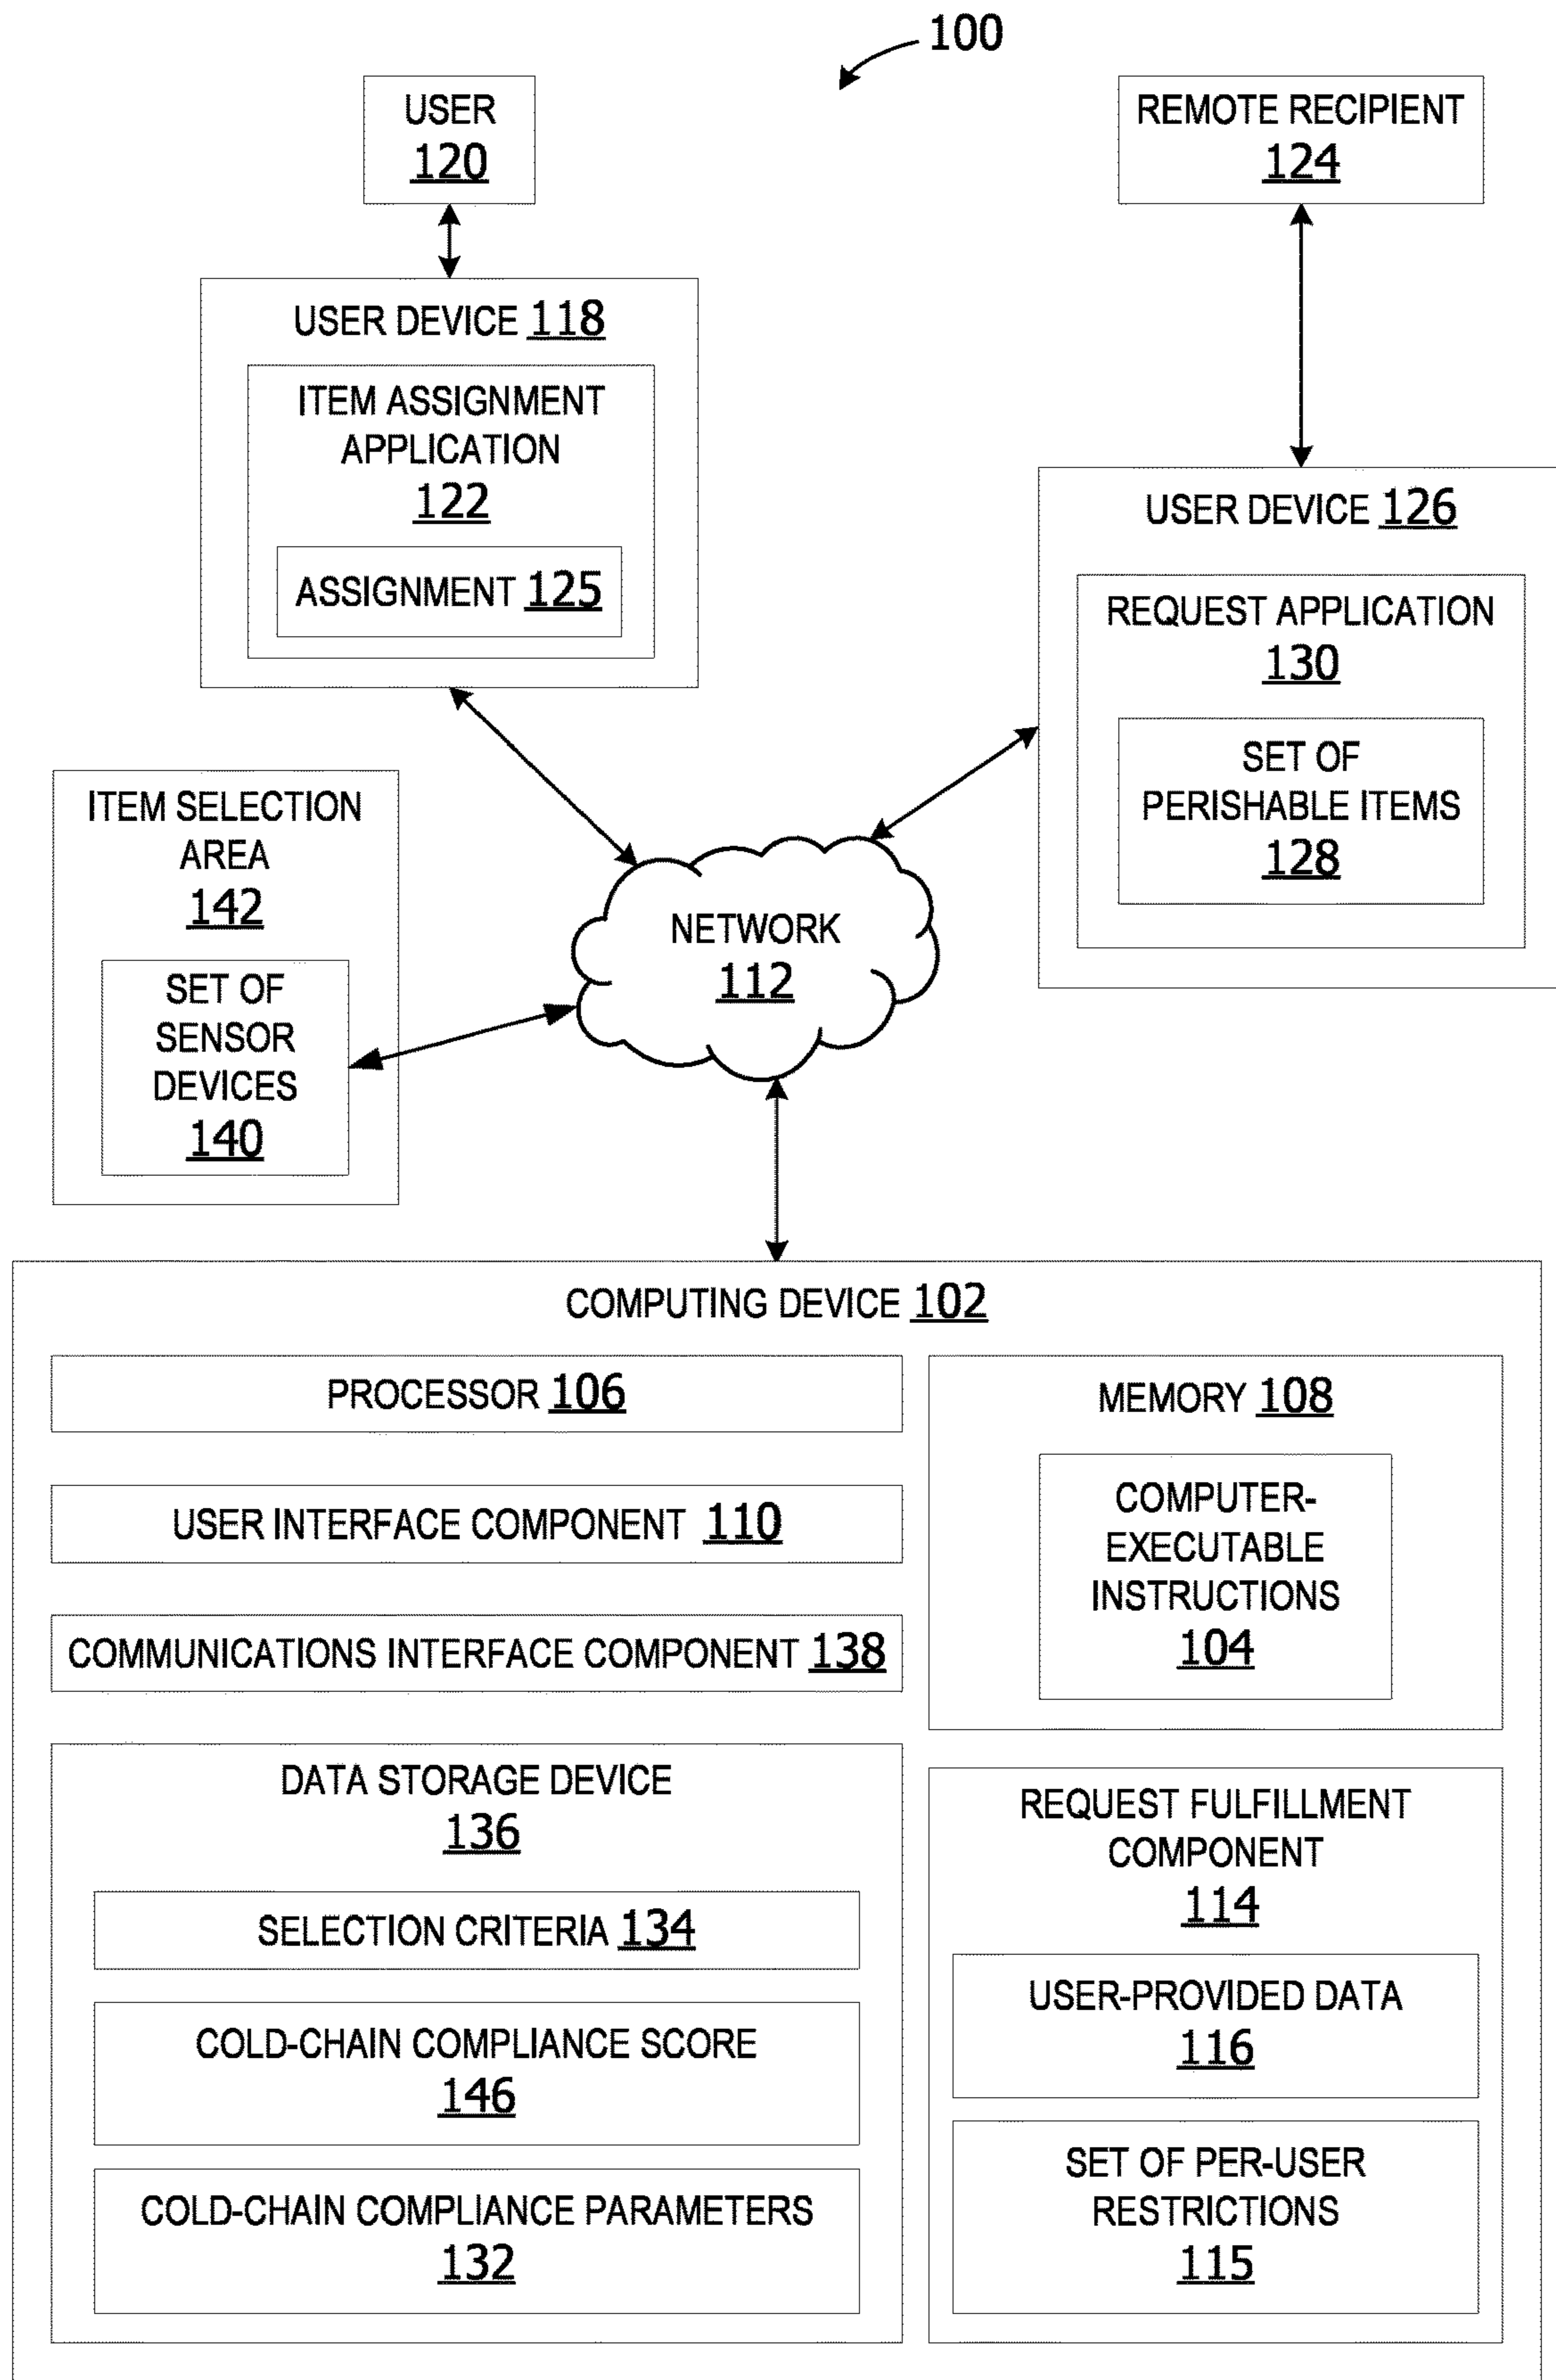 100
USER
120
REMOTE RECIPIENT
124
USER DEVICE 118
ITEM ASSIGNMENT
APPLICATION
122
ASSIGNMENT 125
USER DEVICE 126
REQUEST APPLICATION
130
SET OF
PERISHABLE ITEMS
128
ITEM SELECTION
AREA
142
SET OF
SENSOR
DEVICES
140
NETWORK
112
COMPUTING DEVICE 102
PROCESSOR 106
USER INTERFACE COMPONENT 110
COMMUNICATIONS INTERFACE COMPONENT 138
MEMORY 108
COMPUTER-
EXECUTABLE
INSTRUCTIONS
104
DATA STORAGE DEVICE
136
SELECTION CRITERIA 134
COLD-CHAIN COMPLIANCE SCORE
146
COLD-CHAIN COMPLIANCE PARAMETERS
132
REQUEST FULFILLMENT
COMPONENT
114
USER-PROVIDED DATA
116
SET OF PER-USER
RESTRICTIONS
115